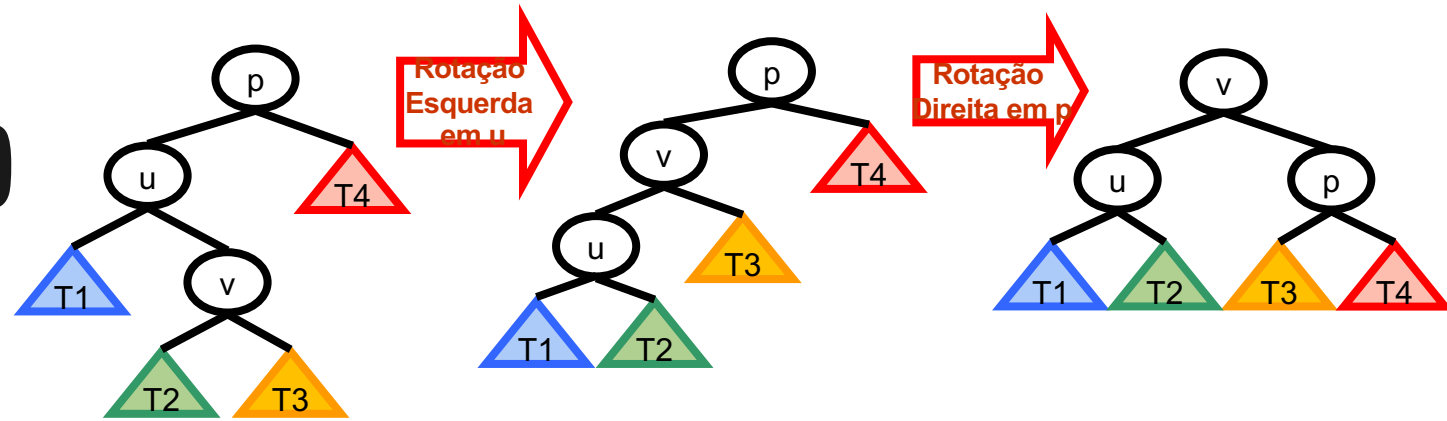 p
u
T4
T1
v
T2
T3
Rotação
Esquerda
em u
p
v
T4
u
T3
T1
T2
Rotação
Direita em p
v
u
p
T1
T2
T3
T4